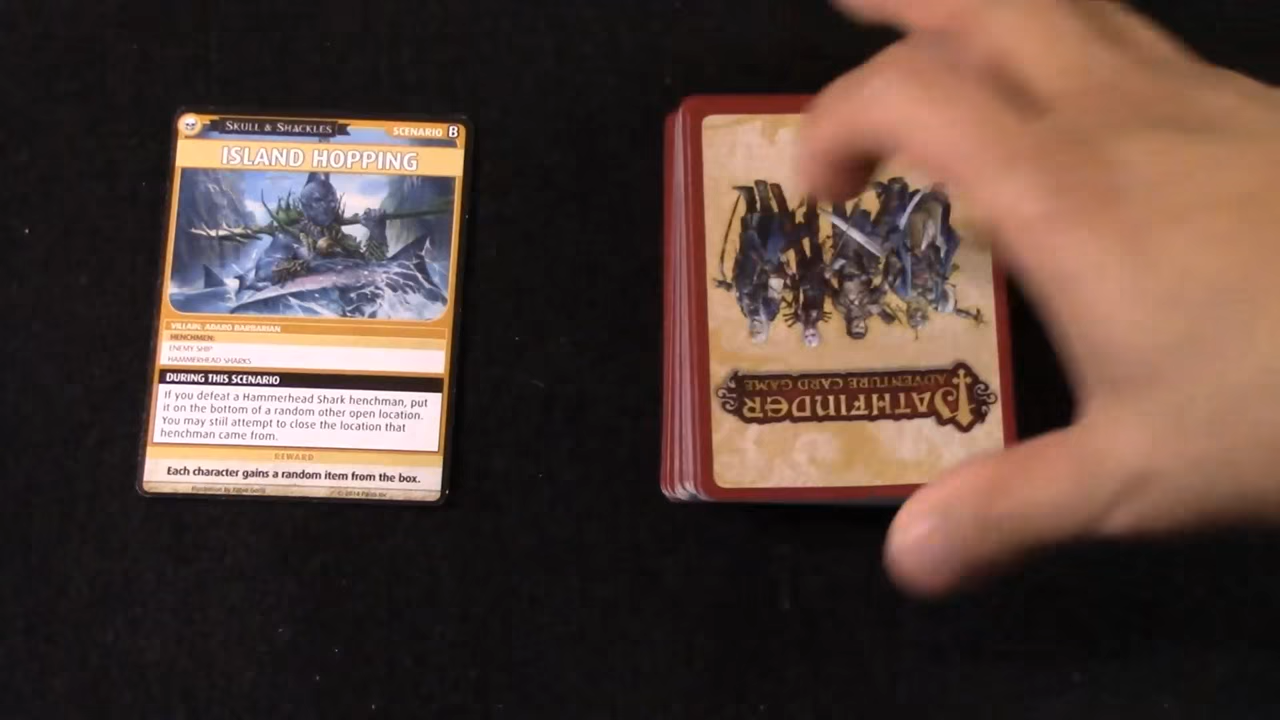 SKULL & SHACKLES
SCENARIO B
ISLAND HOPPING
VILLAIN: ADARO BARBARIAN
HENCHMEN:
ENEMY SHIP
HAMMERHEAD SHARKS
DURING THIS SCENARIO
If you defeat a Hammerhead Shark henchman, put
it on the bottom of a random other open location.
You may still attempt to close the location that
henchman came from.
REWARD
Each character gains a random item from the box.
© 2014 Paizo Inc.
PATHFINDER
ADVENTURE CARD GAME